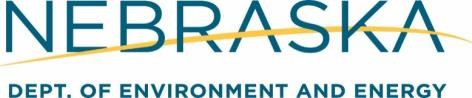 NEBRASKA
DEPT. OF ENVIRONMENT AND ENERGY